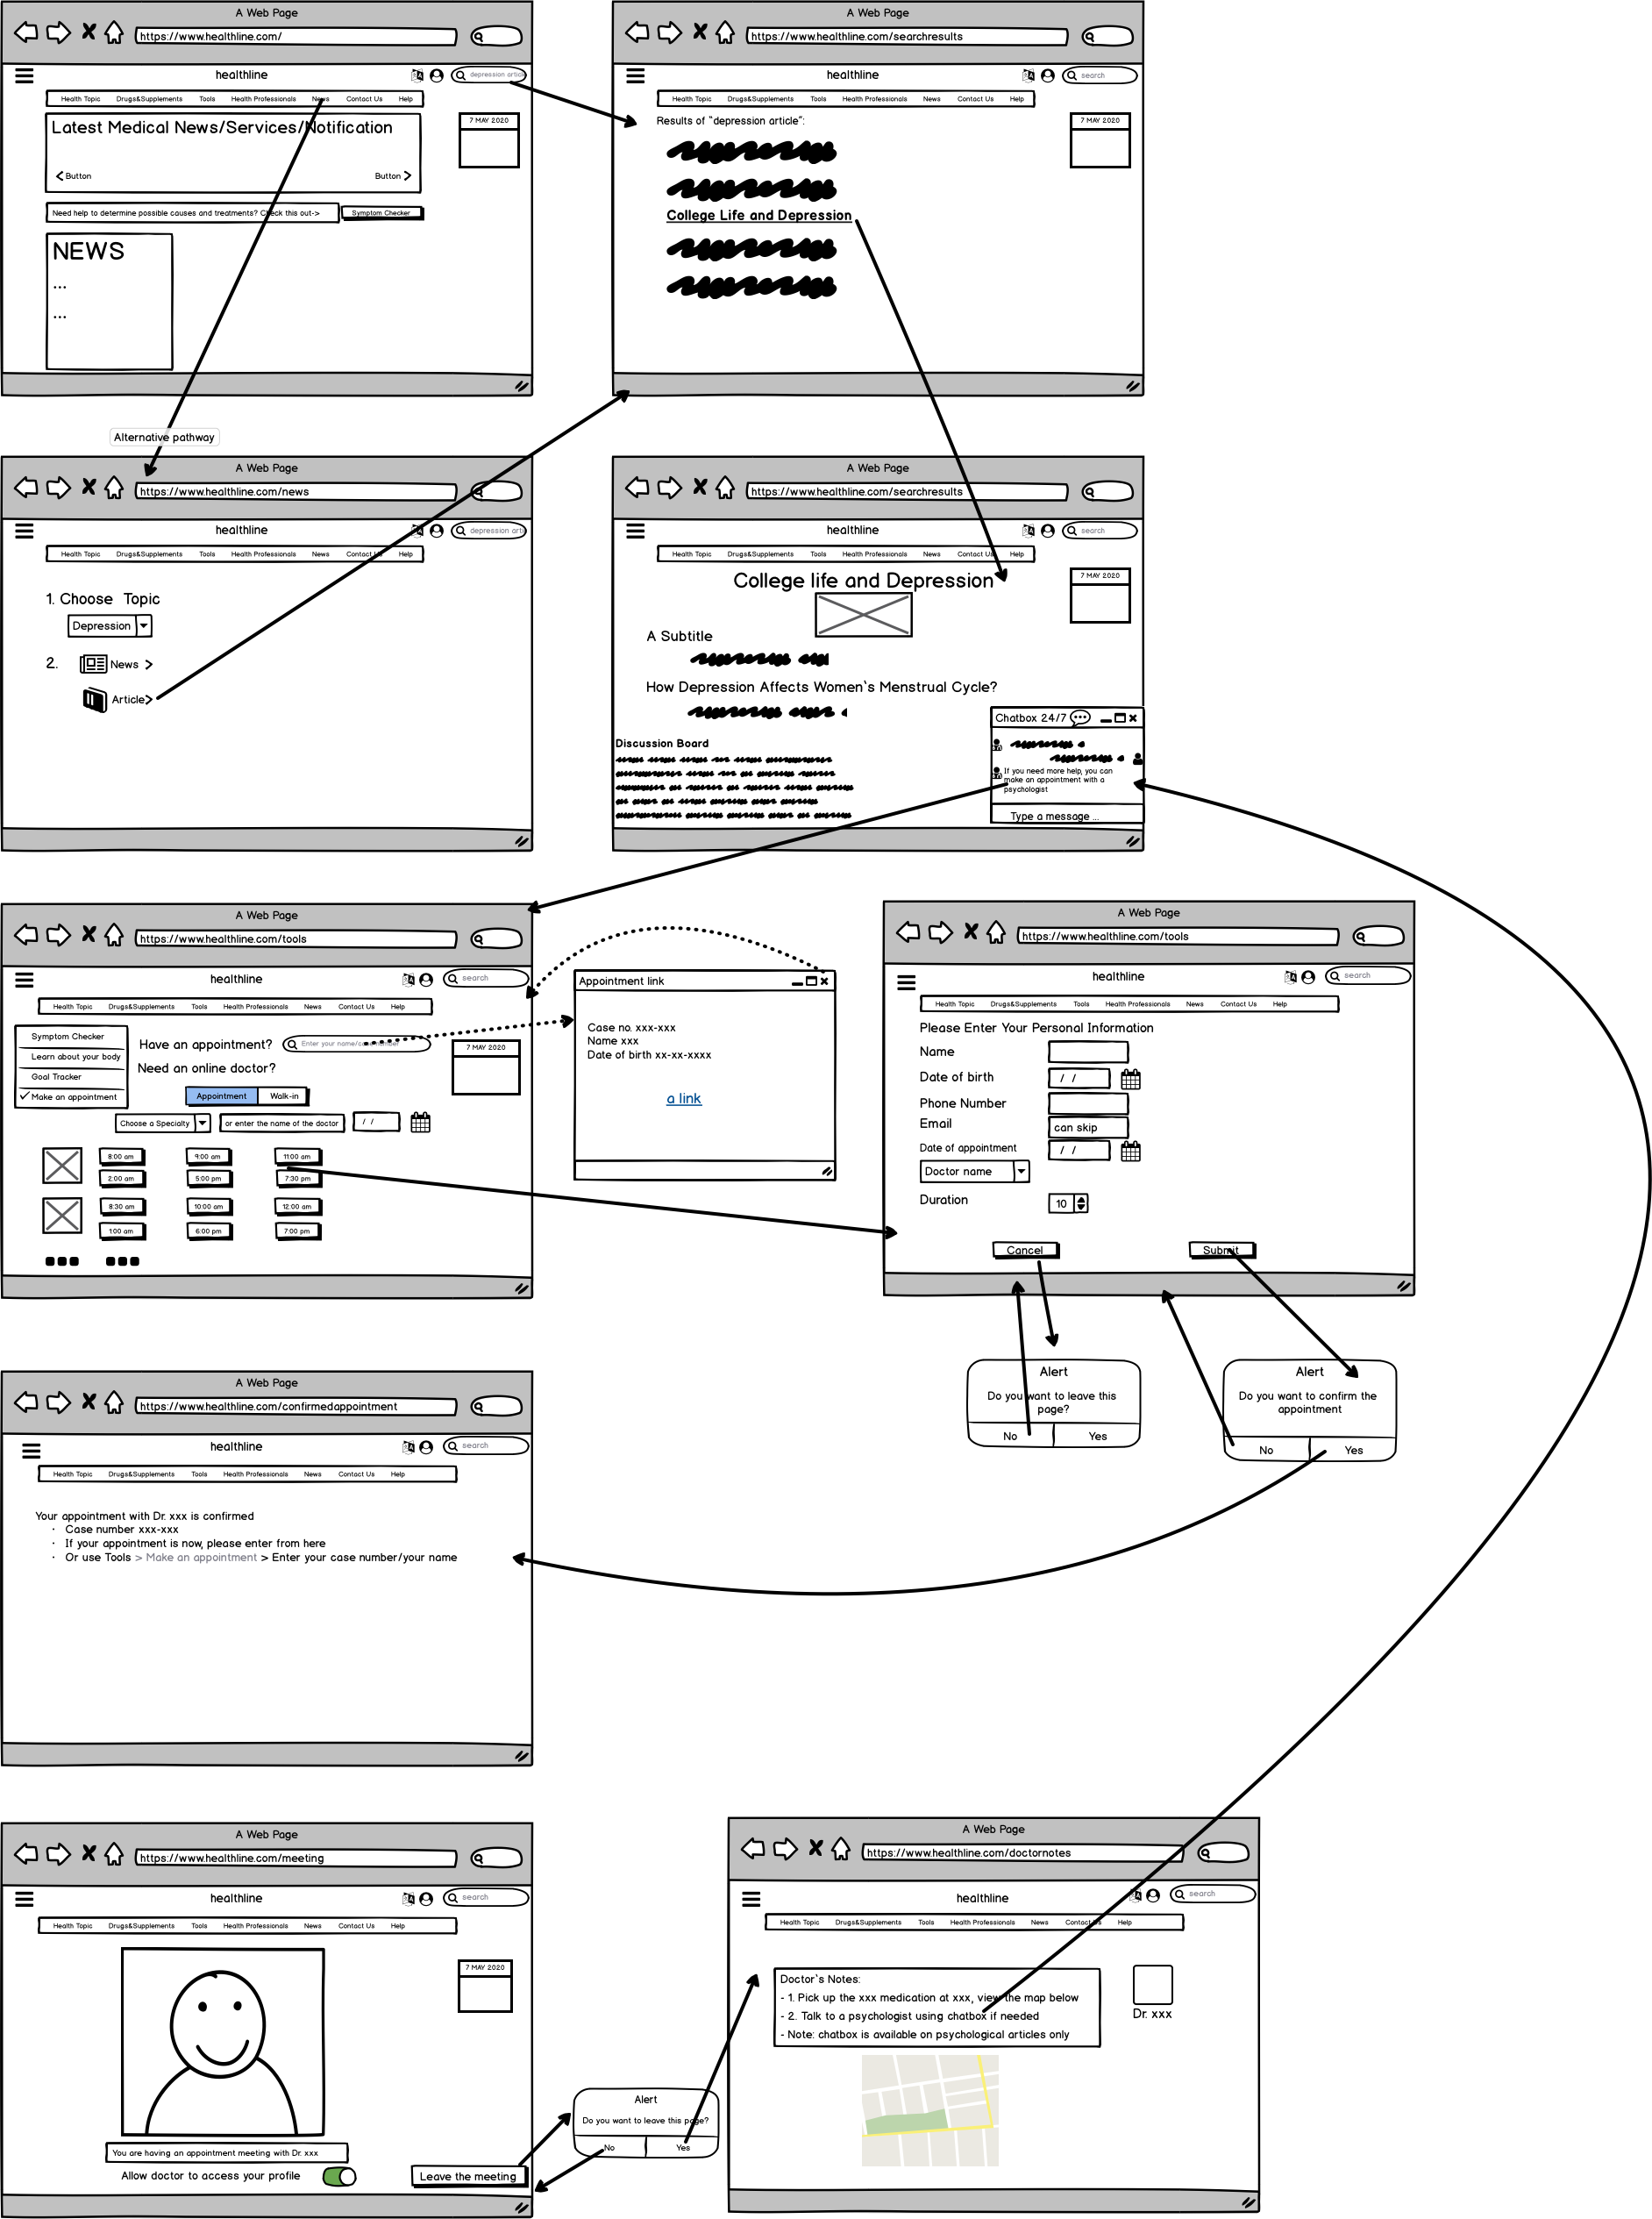 A Web Page
https://www.healthline.com/
healthline
depression article
Health Topic Drugs&Supplements Tools Health Professionals News Contact Us Help
Latest Medical News/Services/Notification
7 MAY 2020
Button Button
Need help to determine possible causes and treatments? Check this out->
Symptom Checker
NEWS
...
...
A Web Page
https://www.healthline.com/searchresults
healthline
search
Health Topic Drugs&Supplements Tools Health Professionals News Contact Us Help
Results of "depression article":
7 MAY 2020
College Life and Depression
Alternative pathway
A Web Page
https://www.healthline.com/news
healthline
depression arti
Health Topic Drugs&Supplements Tools Health Professionals News Contact Us Help
1. Choose Topic
Depression
2.
News >
Article>
A Web Page
https://www.healthline.com/searchresults
healthline
search
Health Topic Drugs&Supplements Tools Health Professionals News Contact Us Help
College life and Depression
7 MAY 2020
A Subtitle
How Depression Affects Women`s Menstrual Cycle?
Discussion Board
Chatbox 24/7
If you need more help, you can
make an appointment with a
psychologist
Type a message ...
A Web Page
https://www.healthline.com/tools
healthline
search
Health Topic Drugs&Supplements Tools Health Professionals News Contact Us Help
Symptom Checker
Learn about your body
Goal Tracker
Make an appointment
Have an appointment?
Enter your name/case number
Need an online doctor?
7 MAY 2020
Appointment Walk-in
Choose a Specialty
or enter the name of the doctor
/ /
8:00 am 9:00 am 11:00 am
2:00 am 5:00 pm 7:30 pm
8:30 am 10:00 am 12:00 am
1:00 am 6:00 pm 7:00 pm
Appointment link
Case no. xxx-xxx
Name xxx
Date of birth xx-xx-xxxx
a link
A Web Page
https://www.healthline.com/tools
healthline
search
Health Topic Drugs&Supplements Tools Health Professionals News Contact Us Help
Please Enter Your Personal Information
Name
Date of birth / /
Phone Number
Email can skip
Date of appointment / /
Doctor name
Duration 10
Cancel Submit
Alert
Do you want to leave this
page?
No Yes
Alert
Do you want to confirm the
appointment
No Yes
A Web Page
https://www.healthline.com/confirmedappointment
healthline
search
Health Topic Drugs&Supplements Tools Health Professionals News Contact Us Help
Your appointment with Dr. xxx is confirmed
· Case number xxx-xxx
· If your appointment is now, please enter from here
· Or use Tools > Make an appointment > Enter your case number/your name
A Web Page
https://www.healthline.com/meeting
healthline
search
Health Topic Drugs&Supplements Tools Health Professionals News Contact Us Help
7 MAY 2020
You are having an appointment meeting with Dr. xxx
Allow doctor to access your profile
Leave the meeting
Alert
Do you want to leave this page?
No Yes
A Web Page
https://www.healthline.com/doctornotes
healthline
search
Health Topic Drugs&Supplements Tools Health Professionals News Contact Us Help
Doctor`s Notes:
- 1. Pick up the xxx medication at xxx, view the map below
- 2. Talk to a psychologist using chatbox if needed
- Note: chatbox is available on psychological articles only
Dr. xxx